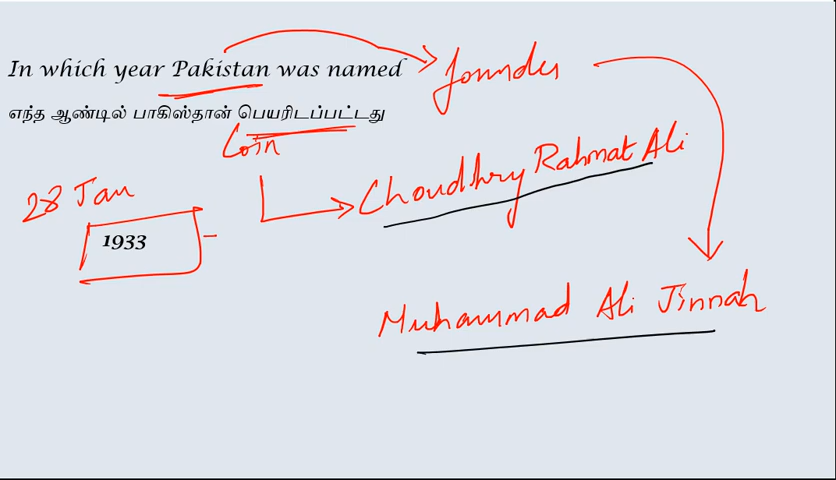 In which year Pakistan was named
founder
எந்த ஆண்டில் பாகிஸ்தான் பெயரிடப்பட்டது
Coin
Choudhry Rahmat Ali
28 Jan
1933
Muhammad Ali Jinnah